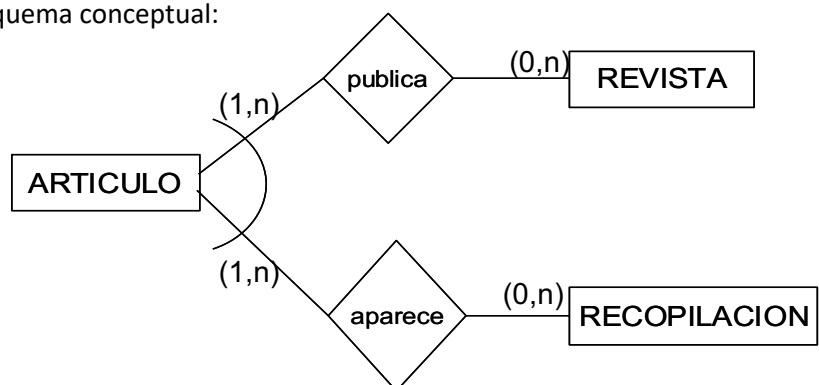 quema conceptual:
(0,n)
publica
REVISTA
(1,n)
ARTICULO
(1,n)
(0,n)
aparece
RECOPILACION